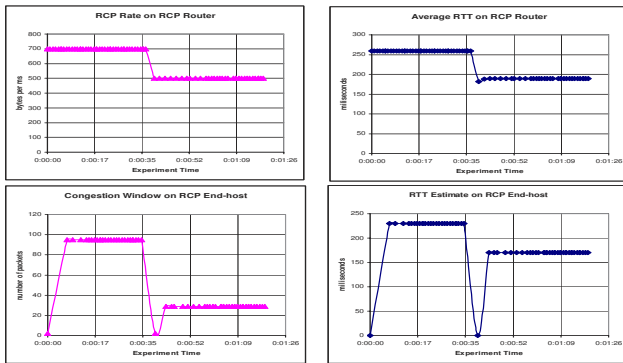 RCP Rate on RCP Router
bytes per ms
800
700
600
500
400
300
200
100
0
0:00:00 0:00:17 0:00:35 0:00:52 0:01:09 0:01:26
Experiment Time
Average RTT on RCP Router
miliseconds
300
250
200
150
100
50
0
0:00:00 0:00:17 0:00:35 0:00:52 0:01:09 0:01:26
Experiment Time
Congestion Window on RCP End-host
number of packets
120
100
80
60
40
20
0
0:00:00 0:00:17 0:00:35 0:00:52 0:01:09 0:01:26
Experiment Time
RTT Estimate on RCP End-host
miliseconds
250
200
150
100
50
0
0:00:00 0:00:17 0:00:35 0:00:52 0:01:09 0:01:26
Experiment Time